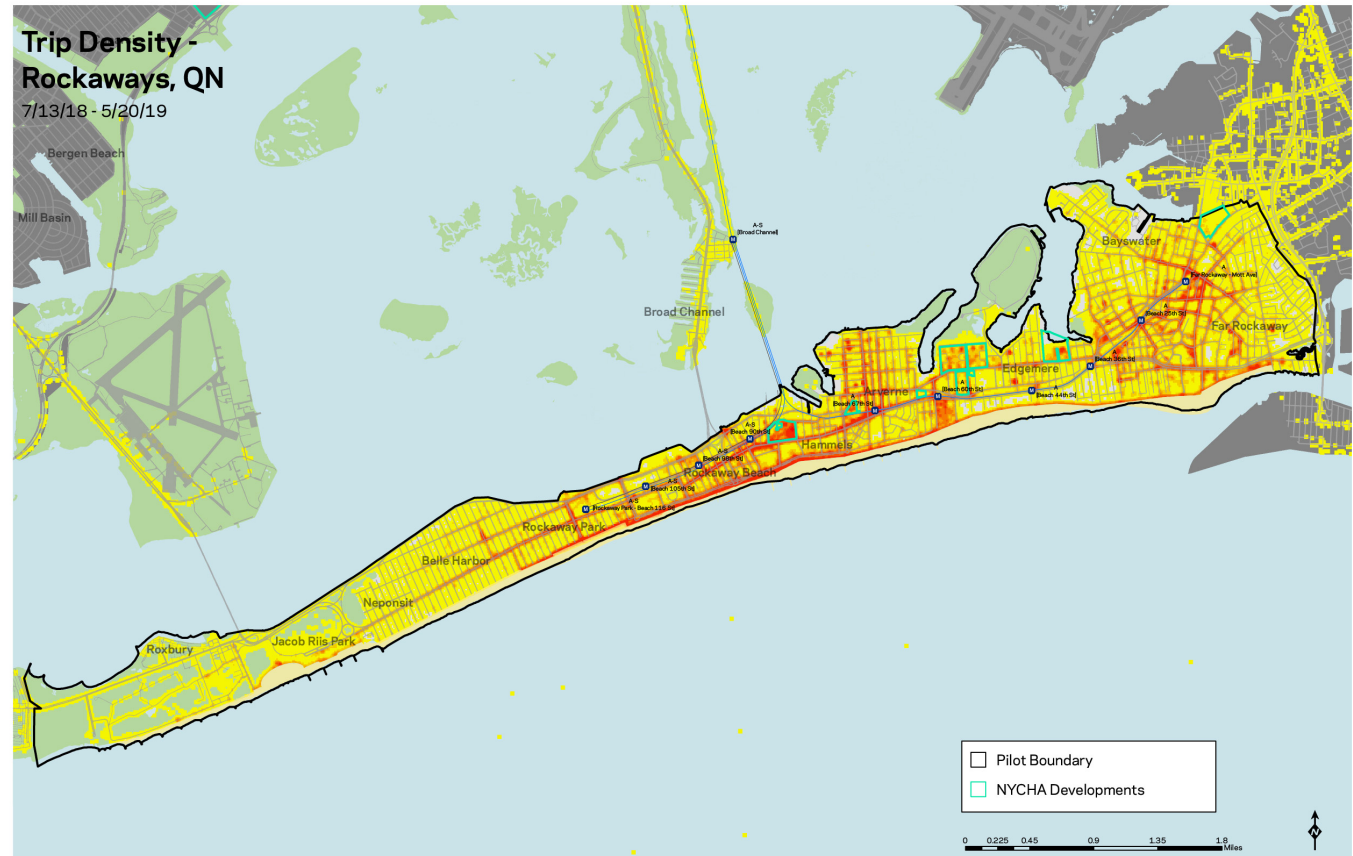 Trip Density -
Rockaways, QN
7/13/18 - 5/20/19
Bergen Beach
Mill Basin
A-S
[Broad Channel]
Bayswater
A
[Far Rockaway - Mott Ave]
Broad Channel
A
[Beach 25th St]
Far Rockaway
A
[Beach 36th St]
Edgemere
Arverne
A
[Beach 60th St]
A
[Beach 44th St]
A
[Beach 67th St]
A-S
[Beach 90th St]
Hammels
A-S
[Beach 98th St]
Rockaway Beach
A-S
[Beach 105th St]
A-S
[Rockaway Park - Beach 116 St]
Rockaway Park
Belle Harbor
Neponsit
Jacob Riis Park
Roxbury
M
M
M
M
M
M
M
M
M
M
M
Pilot Boundary
NYCHA Developments
N
0 0.225 0.45 0.9 1.35 1.8
Miles